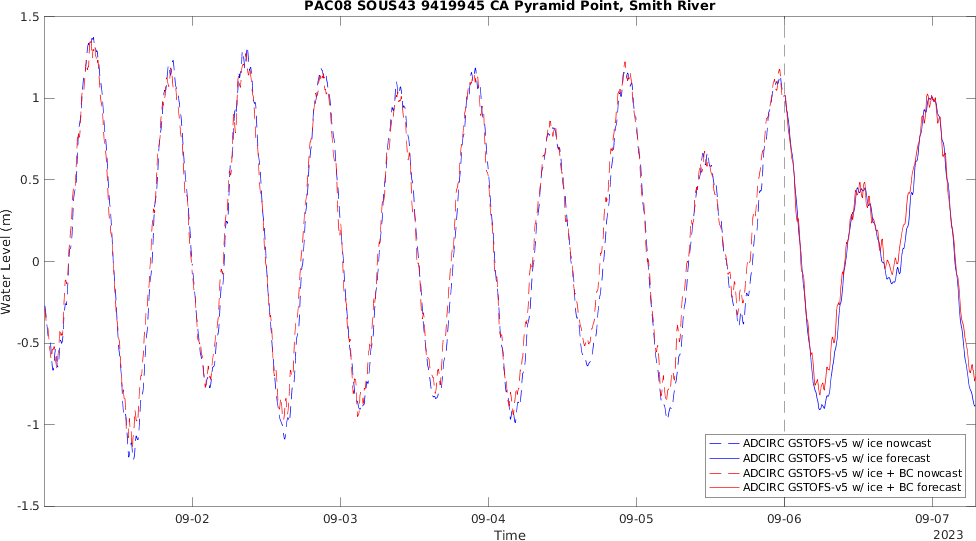 PAC08 SOUS43 9419945 CA Pyramid Point, Smith River
1.5
1
0.5
0
-0.5
-1
-1.5
Water Level (m)
09-02
09-03
09-04
09-05
09-06
09-07
Time
2023
ADCIRC GSTOFS-v5 w/ ice nowcast
ADCIRC GSTOFS-v5 w/ ice forecast
ADCIRC GSTOFS-v5 w/ ice + BC nowcast
ADCIRC GSTOFS-v5 w/ ice + BC forecast